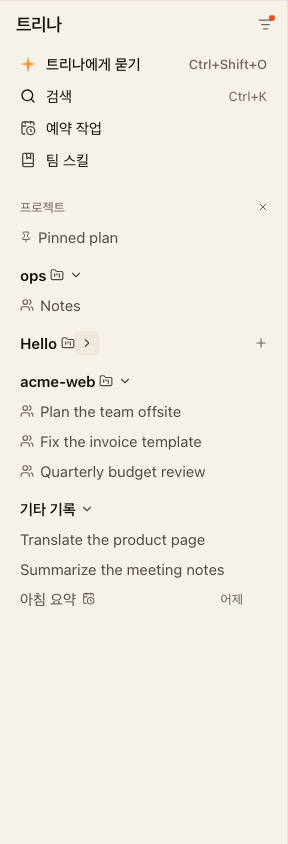 트리나
트리나에게 묻기 Ctrl+Shift+O
검색 Ctrl+K
예약 작업
팀 스킬
프로젝트
Pinned plan
ops
Notes
Hello
acme-web
Plan the team offsite
Fix the invoice template
Quarterly budget review
기타 기록
Translate the product page
Summarize the meeting notes
아침 요약 어제